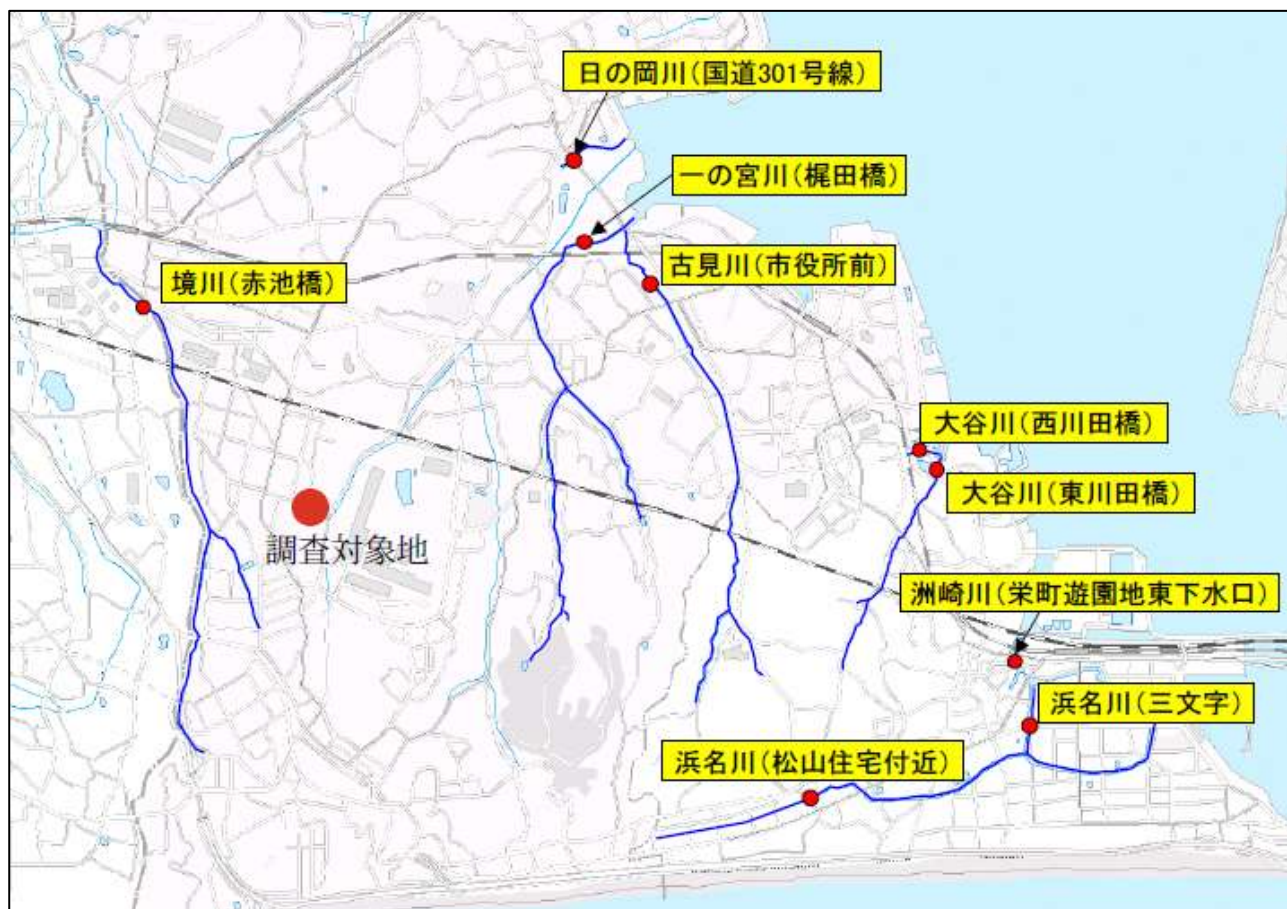 日の岡川(国道301号線)
一の宮川(梶田橋)
古見川(市役所前)
境川(赤池橋)
大谷川(西川田橋)
大谷川(東川田橋)
調査対象地
洲崎川(栄町遊園地東下水口)
浜名川(三文字)
浜名川(松山住宅付近)